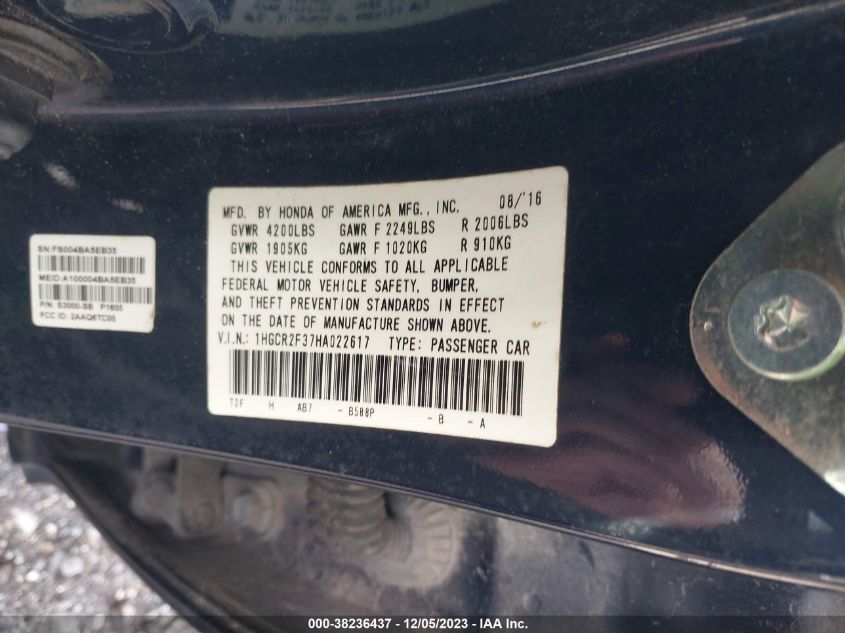 MFD. BY HONDA OF AMERICA MFG., INC. 08/'16
GVWR 4200LBS GAWR F 2249LBS R 2006LBS
GVWR 1905KG GAWR F 1020KG R 910KG
THIS VEHICLE CONFORMS TO ALL APPLICABLE
FEDERAL MOTOR VEHICLE SAFETY, BUMPER,
AND THEFT PREVENTION STANDARDS IN EFFECT
ON THE DATE OF MANUFACTURE SHOWN ABOVE.
V.I.N.: 1HGCR2F37HA022617 TYPE: PASSENGER CAR
T2F H AB7 - B588P - B - A
SN:F5004BA5EB35
MEID:A100004BA5EB35
P/N: S3000-SB P1605
FCC ID: 2AAQ6TC05
000-38236437 - 12/05/2023 - IAA Inc.